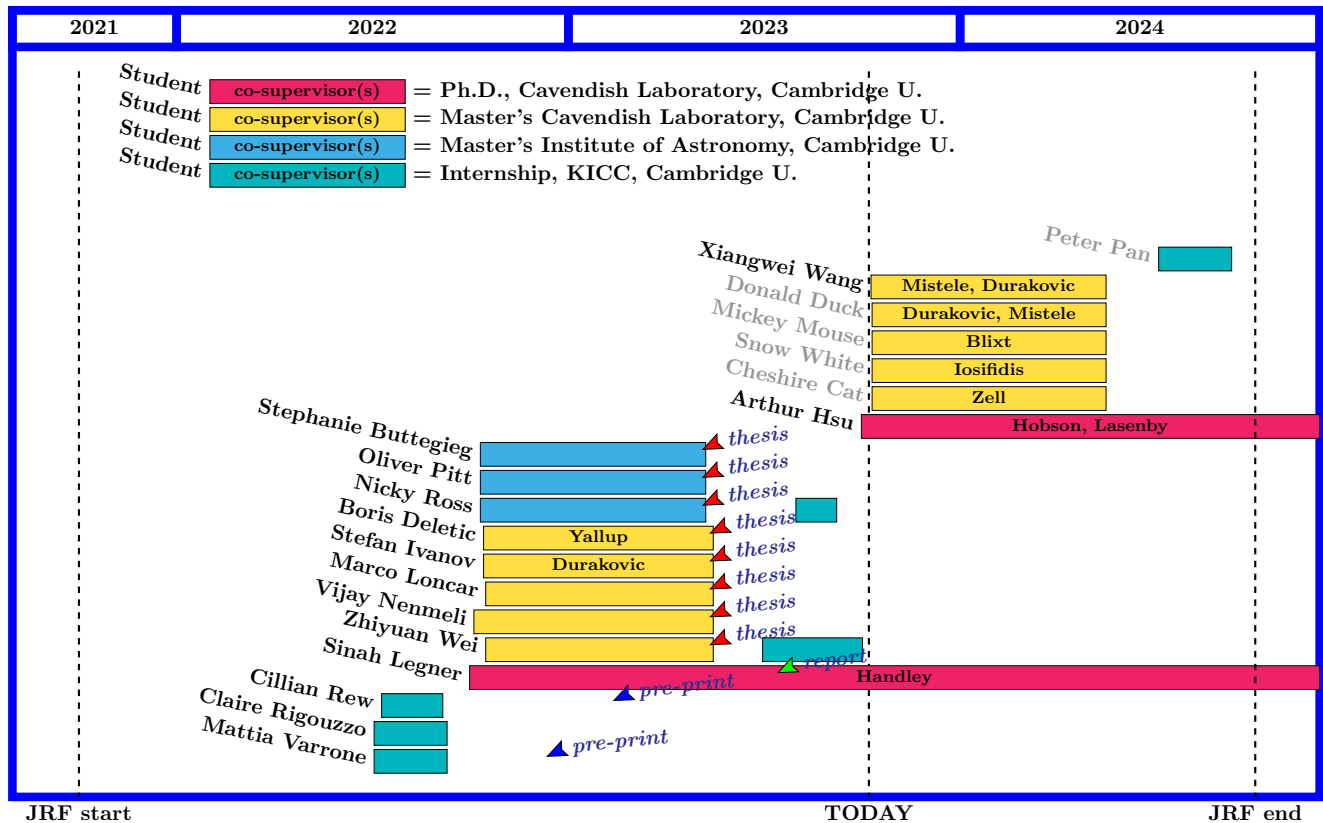 2021 2022 2023 2024
Student co-supervisor(s) = Ph.D., Cavendish Laboratory, Cambridge U.
Student co-supervisor(s) = Master's Cavendish Laboratory, Cambridge U.
Student co-supervisor(s) = Master's Institute of Astronomy, Cambridge U.
Student co-supervisor(s) = Internship, KICC, Cambridge U.
Peter Pan
Xiangwei Wang Mistele, Durakovic
Donald Duck Durakovic, Mistele
Mickey Mouse Blixt
Snow White Iosifidis
Cheshire Cat Zell
Arthur Hsu Hobson, Lasenby
Stephanie Buttegieg thesis
Oliver Pitt thesis
Nicky Ross thesis
Boris Deletic Yallup thesis
Stefan Ivanov Durakovic thesis
Marco Loncar thesis
Vijay Nenmeli thesis
Zhiyuan Wei thesis
Sinah Legner Handley report
Cillian Rew pre-print
Claire Rigouzzo
Mattia Varrone pre-print
JRF start TODAY JRF end